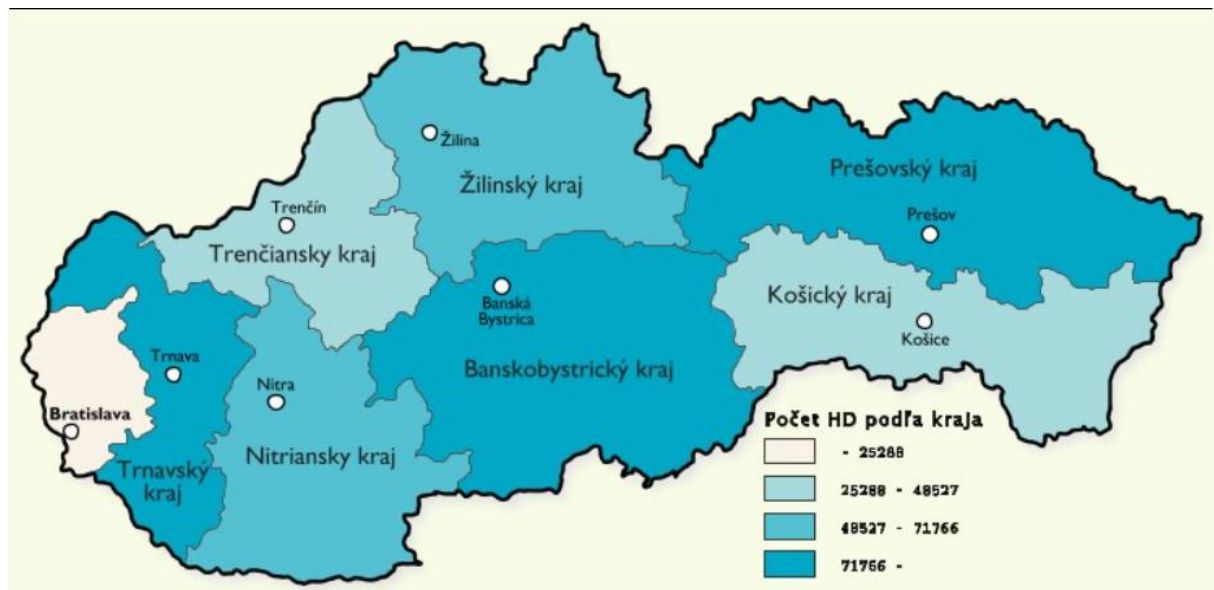 Žilina
Žilinský kraj
Prešovský kraj
Prešov
Trenčín
Trenčiansky kraj
Košický kraj
Košice
Banská
Bystrica
Banskobystrický kraj
Trnava
Nitra
Bratislava
Trnavský
kraj
Nitriansky kraj
Počet HD podľa kraja
- 25288
25288 - 48527
48527 - 71766
71766 -